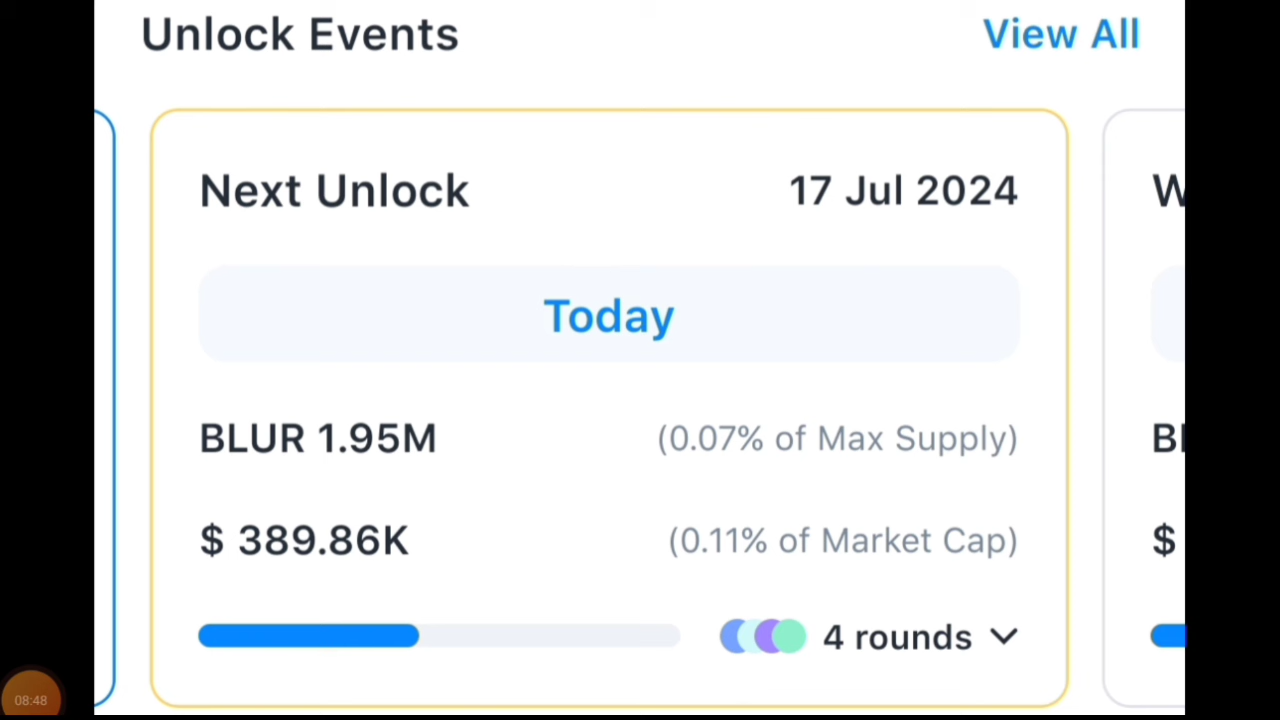 Unlock Events
View All
Next Unlock
17 Jul 2024
W
Today
BLUR 1.95M
(0.07% of Max Supply)
$ 389.86K
(0.11% of Market Cap)
$
4 rounds
08:48